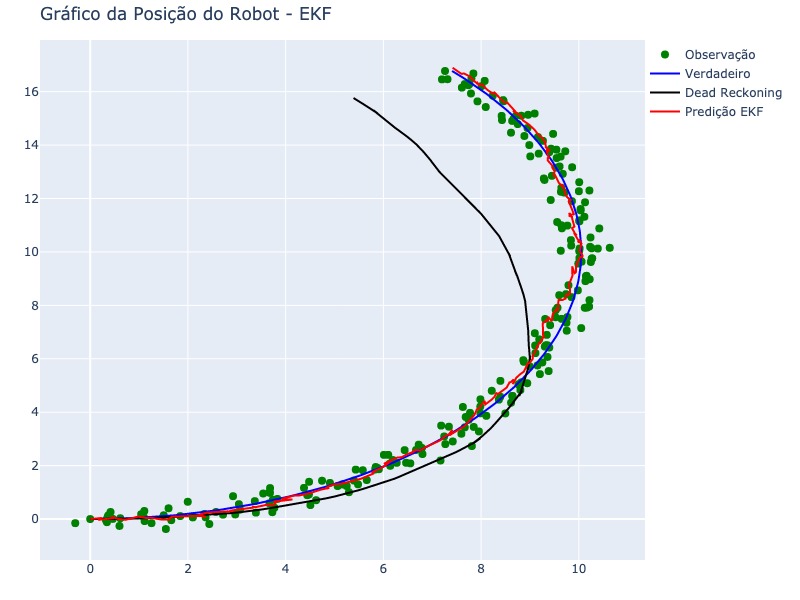 Gráfico da Posição do Robot - EKF
Observação
Verdadeiro
Dead Reckoning
Predição EKF
16
14
12
10
8
6
4
2
0
0 2 4 6 8 10